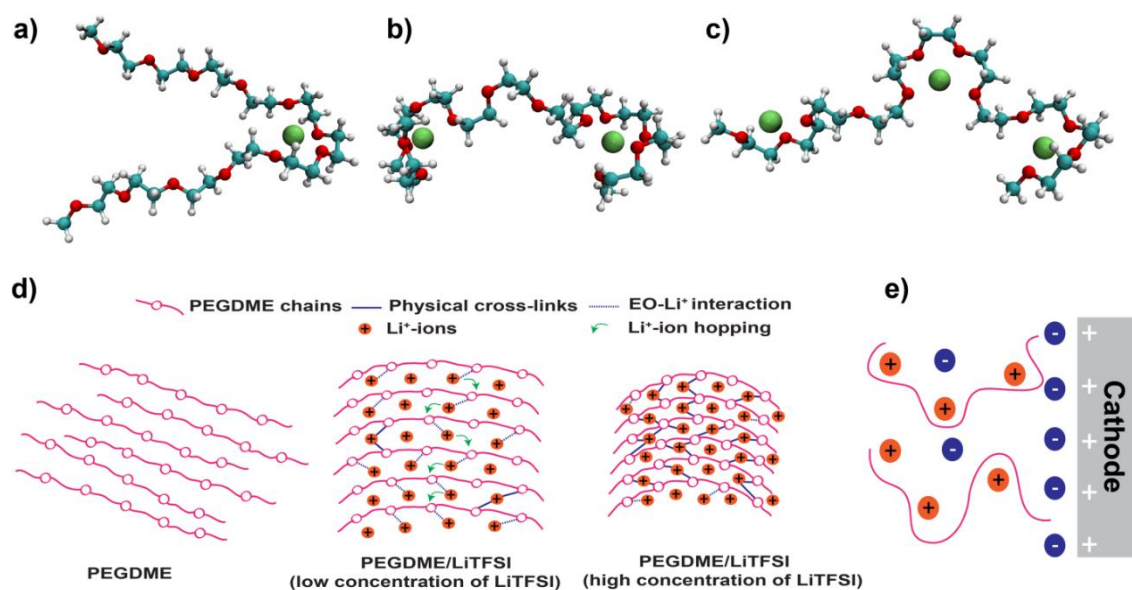 a)
b)
c)
d)
PEGDME chains
Physical cross-links
EO-Li⁺ interaction
Li⁺-ions
Li⁺-ion hopping
e)
PEGDME
PEGDME/LiTFSI
(low concentration of LiTFSI)
PEGDME/LiTFSI
(high concentration of LiTFSI)
Cathode